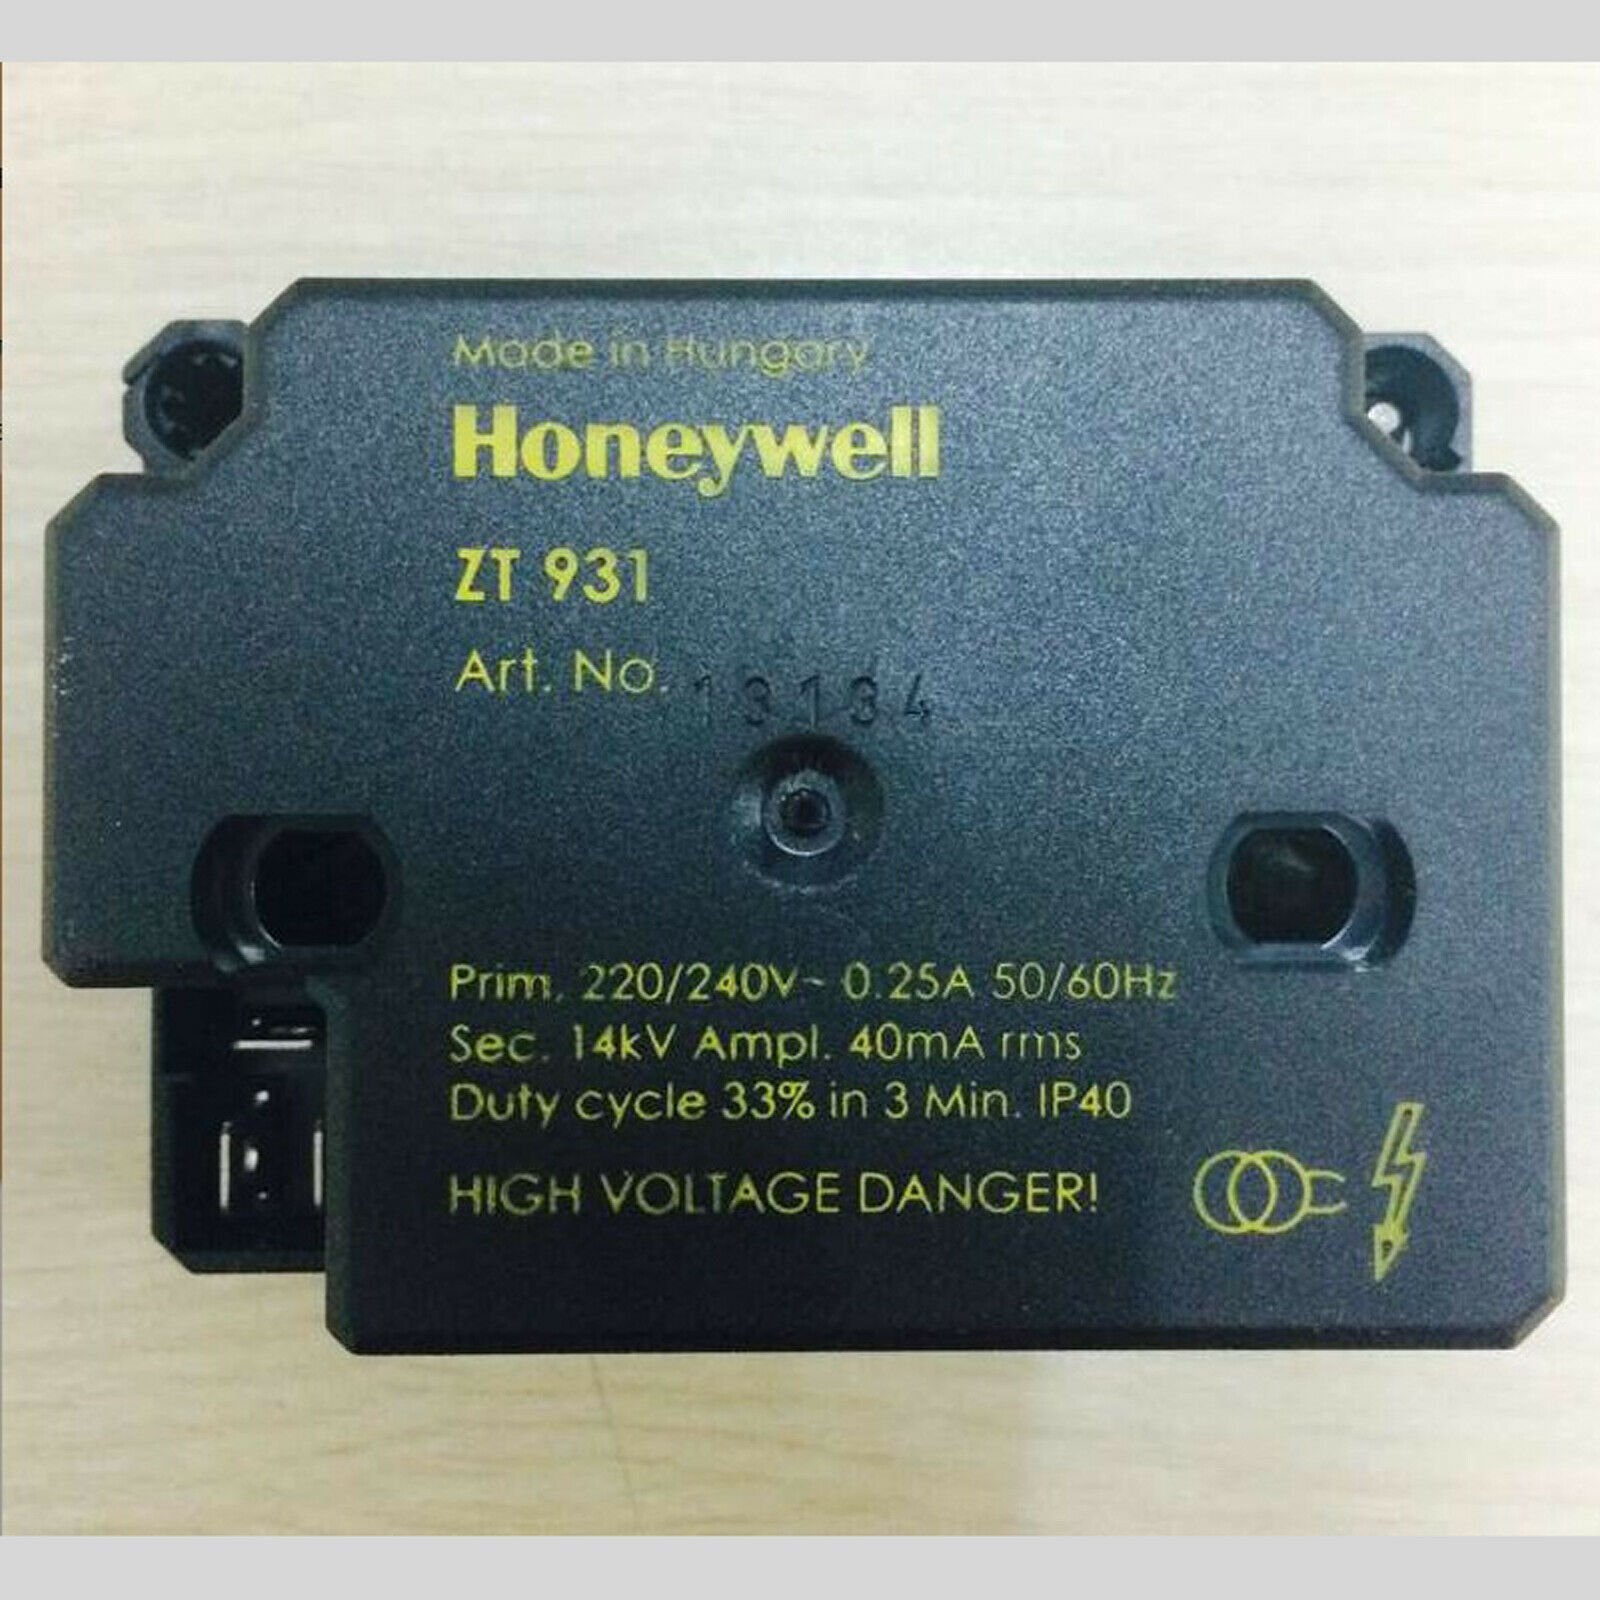 Made in Hungary
Honeywell
ZT 931
Art. No. 13134
Prim. 220/240V~ 0.25A 50/60Hz
Sec. 14kV Ampl. 40mA rms
Duty cycle 33% in 3 Min. IP40
HIGH VOLTAGE DANGER!